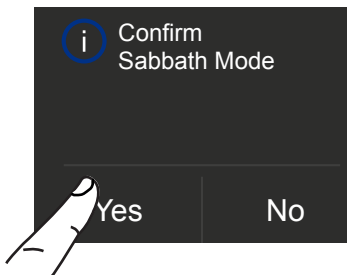 i Confirm
Sabbath Mode
Yes No